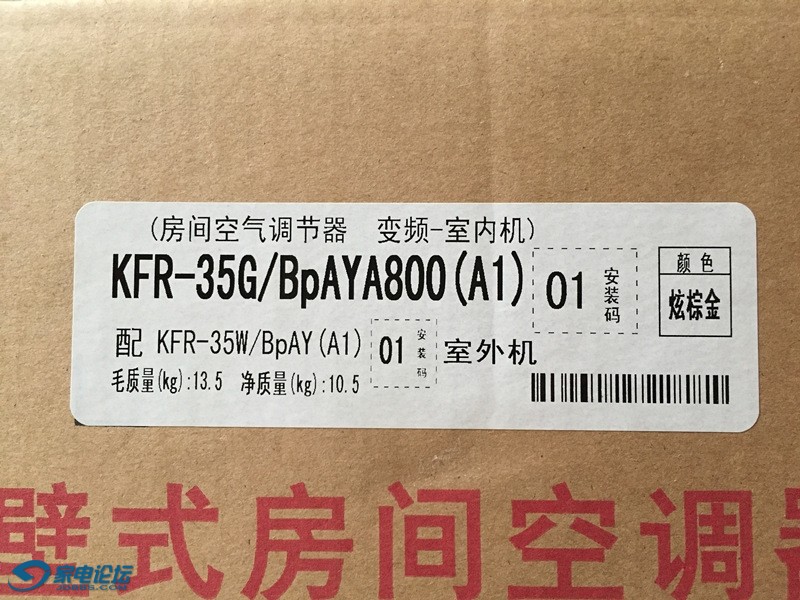 (房间空气调节器 变频-室内机)
KFR-35G/BpAYA800(A1) 01 安装码
颜色
炫棕金
配 KFR-35W/BpAY(A1) 01 安装码 室外机
毛质量(kg):13.5 净质量(kg):10.5
壁式房间空调器
家电论坛
JDBBS.COM